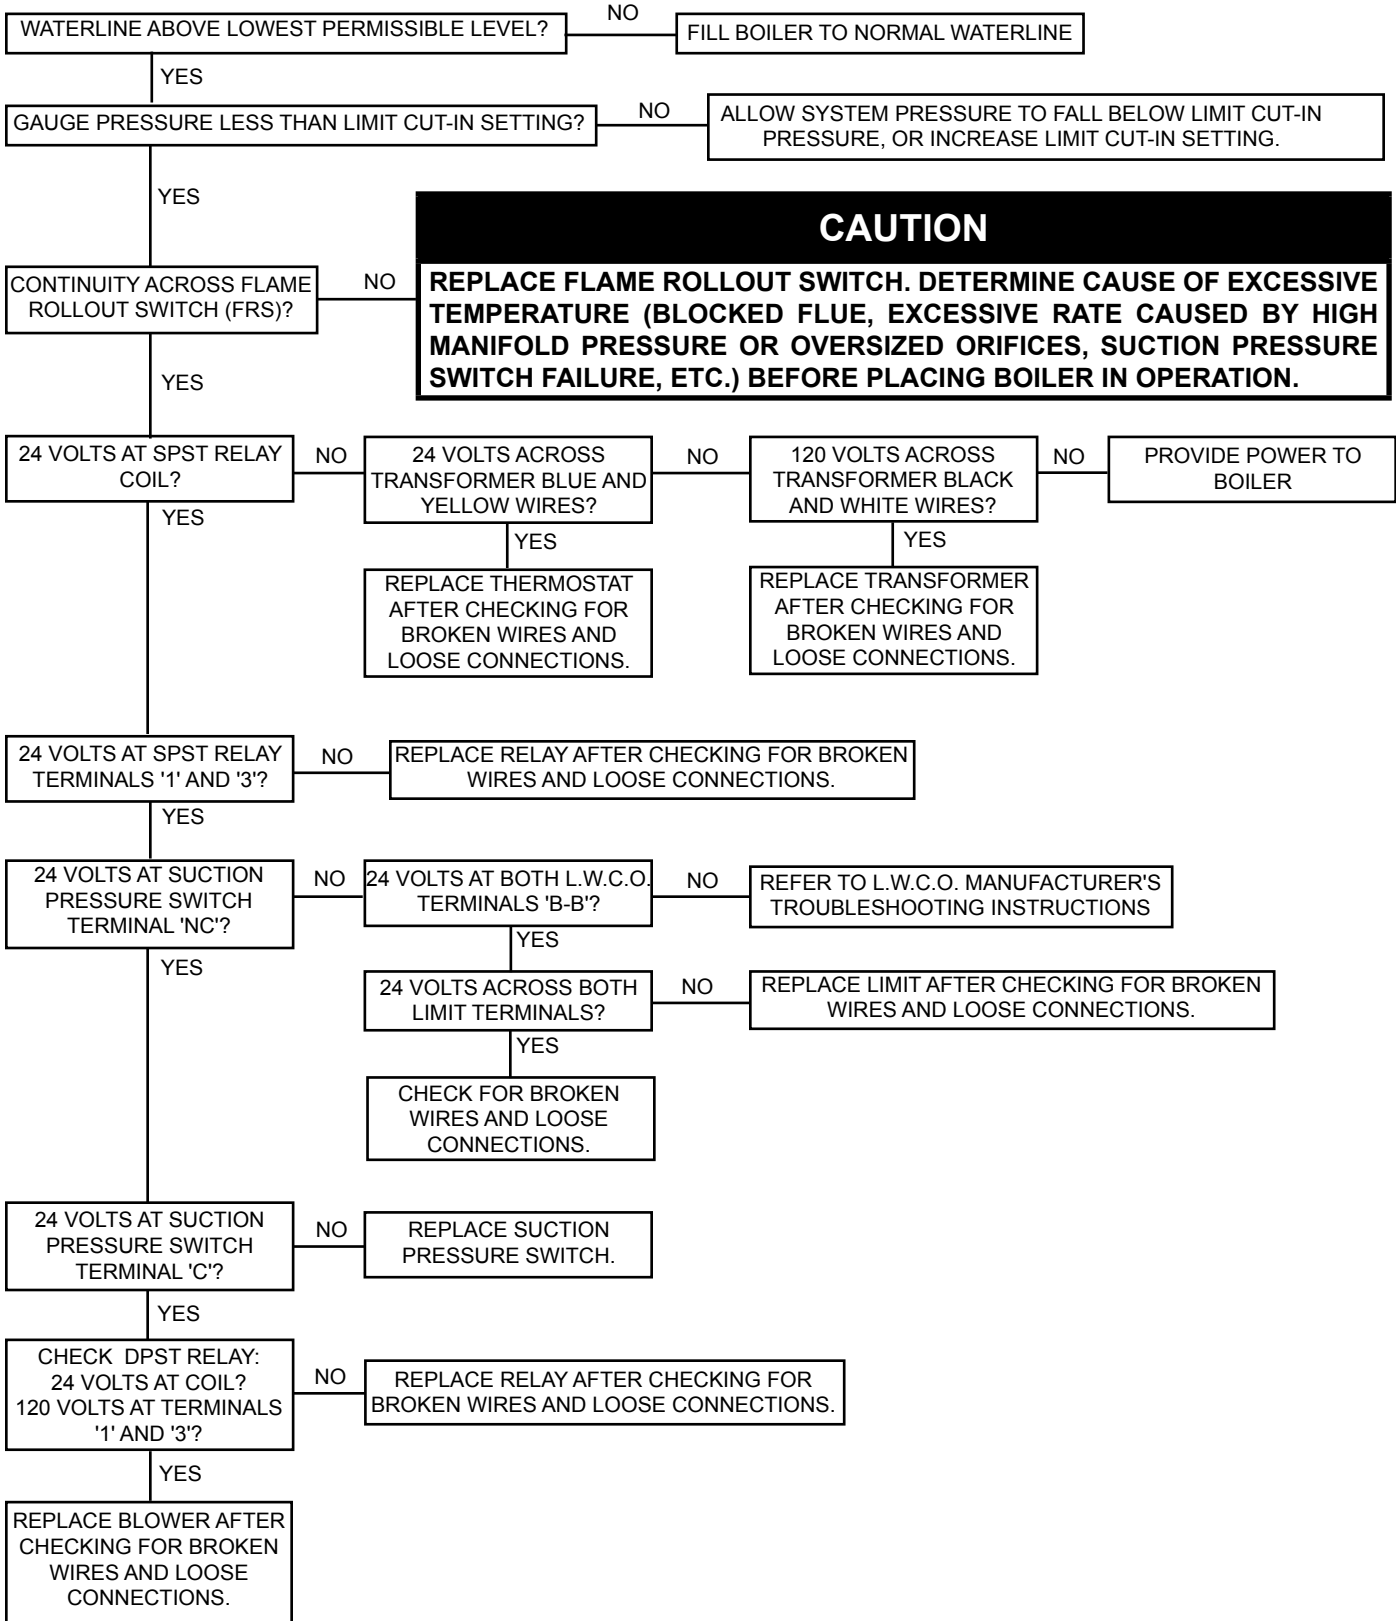 WATERLINE ABOVE LOWEST PERMISSIBLE LEVEL?
NO
FILL BOILER TO NORMAL WATERLINE
YES
GAUGE PRESSURE LESS THAN LIMIT CUT-IN SETTING?
NO
ALLOW SYSTEM PRESSURE TO FALL BELOW LIMIT CUT-IN
PRESSURE, OR INCREASE LIMIT CUT-IN SETTING.
YES
CAUTION
CONTINUITY ACROSS FLAME
ROLLOUT SWITCH (FRS)?
NO
REPLACE FLAME ROLLOUT SWITCH. DETERMINE CAUSE OF EXCESSIVE
TEMPERATURE (BLOCKED FLUE, EXCESSIVE RATE CAUSED BY HIGH
MANIFOLD PRESSURE OR OVERSIZED ORIFICES, SUCTION PRESSURE
SWITCH FAILURE, ETC.) BEFORE PLACING BOILER IN OPERATION.
YES
24 VOLTS AT SPST RELAY
COIL?
NO
24 VOLTS ACROSS
TRANSFORMER BLUE AND
YELLOW WIRES?
NO
120 VOLTS ACROSS
TRANSFORMER BLACK
AND WHITE WIRES?
NO
PROVIDE POWER TO
BOILER
YES
YES
YES
REPLACE THERMOSTAT
AFTER CHECKING FOR
BROKEN WIRES AND
LOOSE CONNECTIONS.
REPLACE TRANSFORMER
AFTER CHECKING FOR
BROKEN WIRES AND
LOOSE CONNECTIONS.
24 VOLTS AT SPST RELAY
TERMINALS '1' AND '3'?
NO
REPLACE RELAY AFTER CHECKING FOR BROKEN
WIRES AND LOOSE CONNECTIONS.
YES
24 VOLTS AT SUCTION
PRESSURE SWITCH
TERMINAL 'NC'?
NO
24 VOLTS AT BOTH L.W.C.O.
TERMINALS 'B-B'?
NO
REFER TO L.W.C.O. MANUFACTURER'S
TROUBLESHOOTING INSTRUCTIONS
YES
YES
24 VOLTS ACROSS BOTH
LIMIT TERMINALS?
NO
REPLACE LIMIT AFTER CHECKING FOR BROKEN
WIRES AND LOOSE CONNECTIONS.
YES
CHECK FOR BROKEN
WIRES AND LOOSE
CONNECTIONS.
24 VOLTS AT SUCTION
PRESSURE SWITCH
TERMINAL 'C'?
NO
REPLACE SUCTION
PRESSURE SWITCH.
YES
CHECK DPST RELAY:
24 VOLTS AT COIL?
120 VOLTS AT TERMINALS
'1' AND '3'?
NO
REPLACE RELAY AFTER CHECKING FOR
BROKEN WIRES AND LOOSE CONNECTIONS.
YES
REPLACE BLOWER AFTER
CHECKING FOR BROKEN
WIRES AND LOOSE
CONNECTIONS.